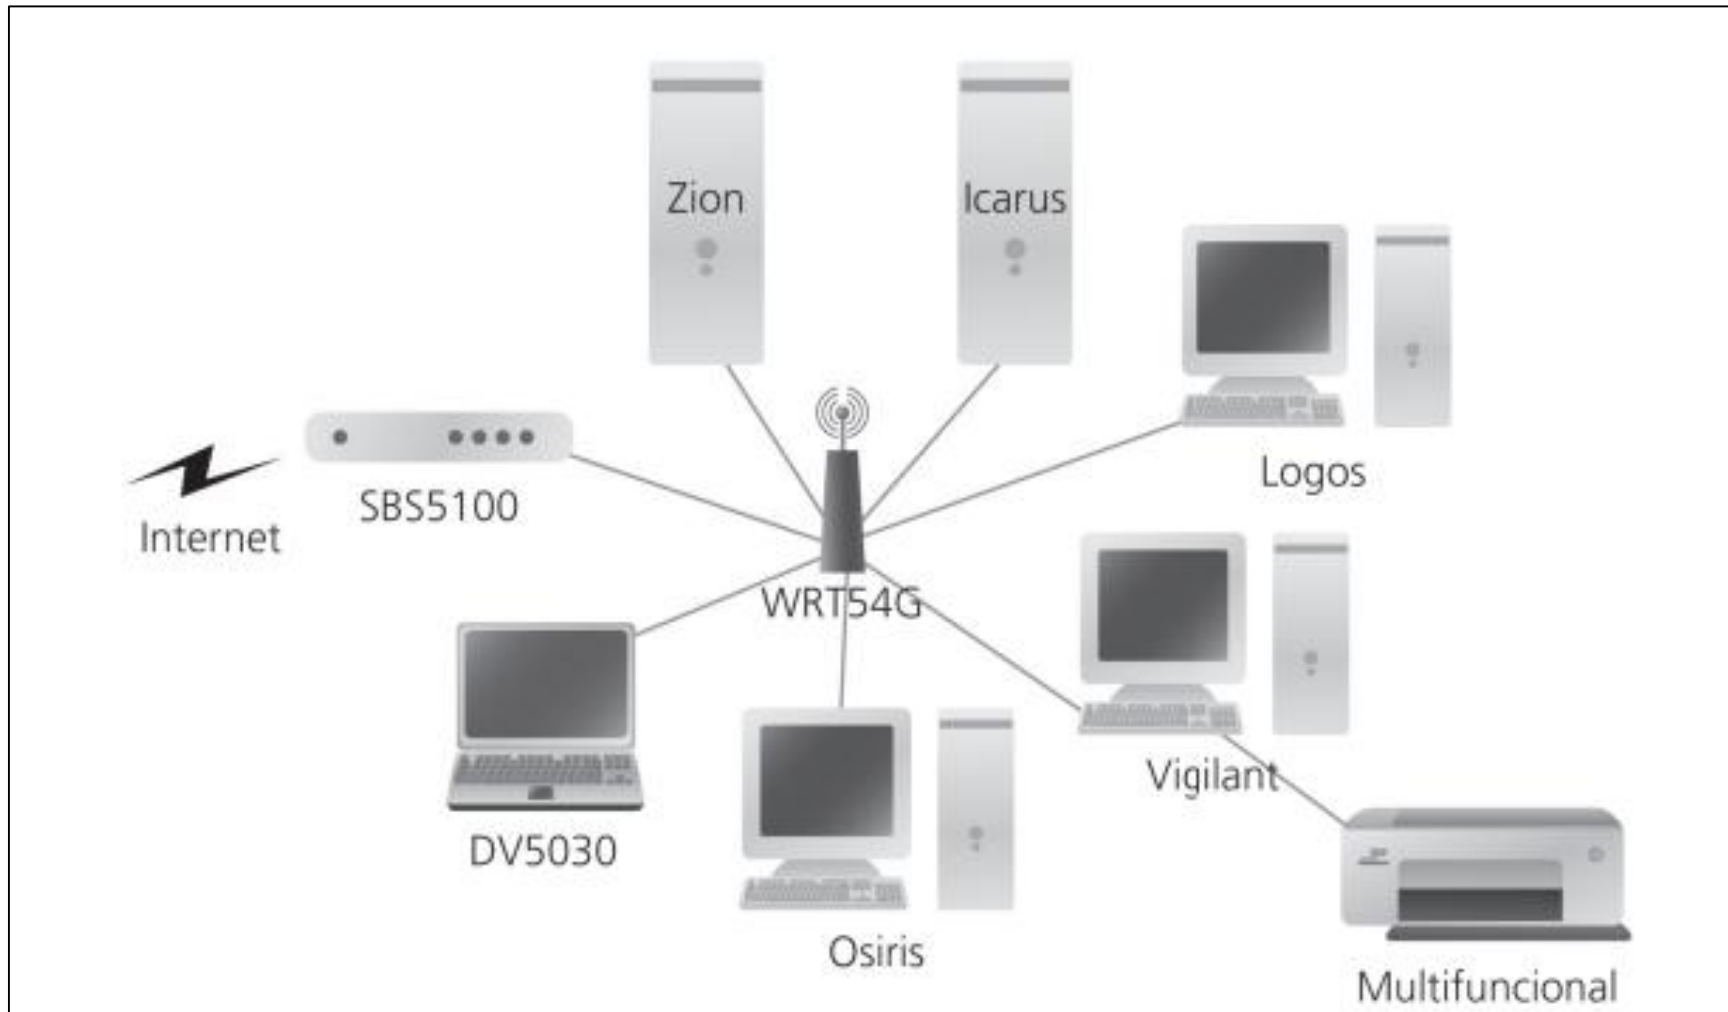 Zion
Icarus
Logos
SBS5100
Internet
WRT54G
Vigilant
DV5030
Osiris
Multifuncional